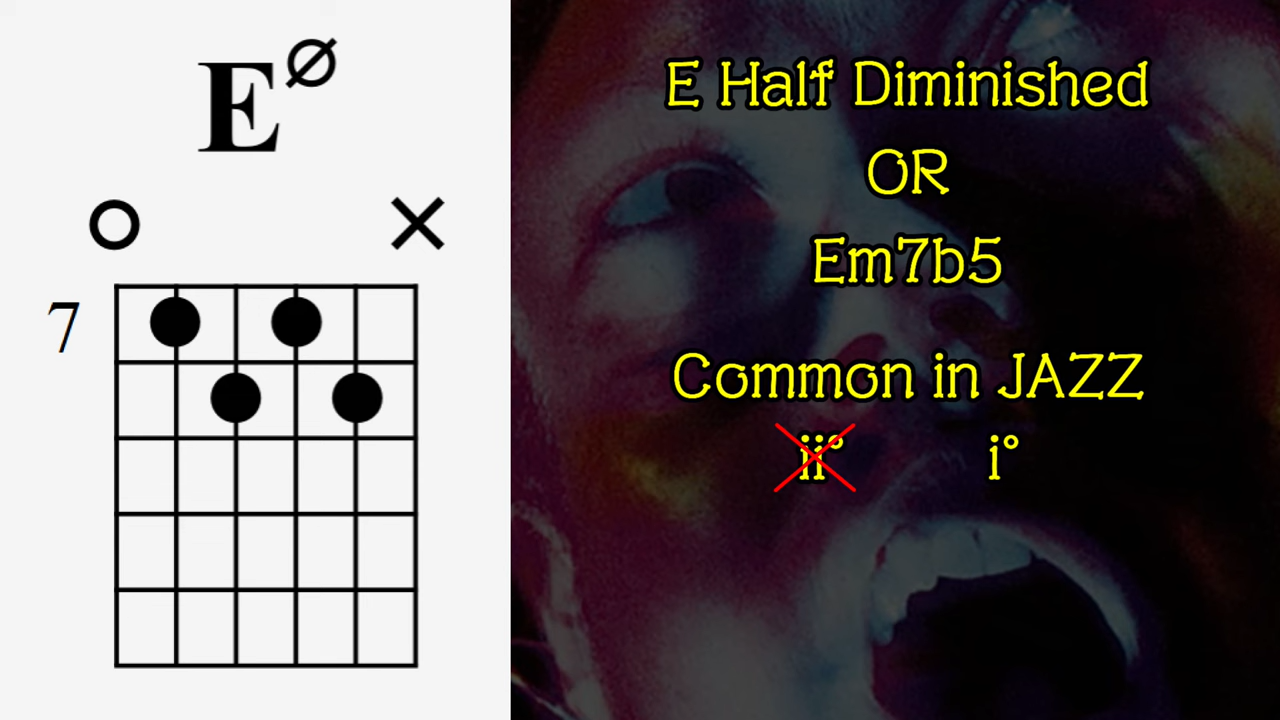 E⌀
7
E Half Diminished
OR
Em7b5
Common in JAZZ
ii° i°